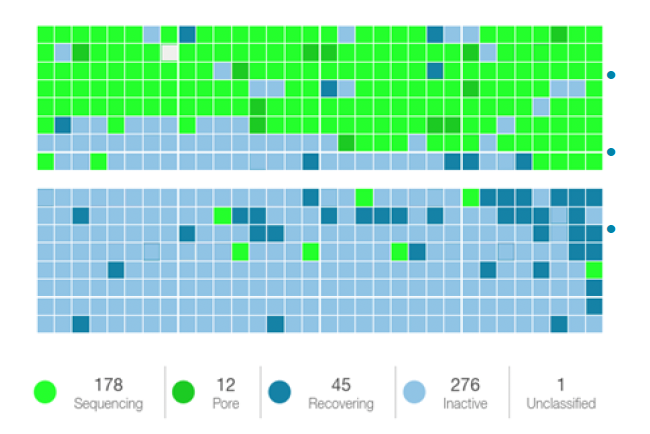 178 12 45 276 1
Sequencing Pore Recovering Inactive Unclassified